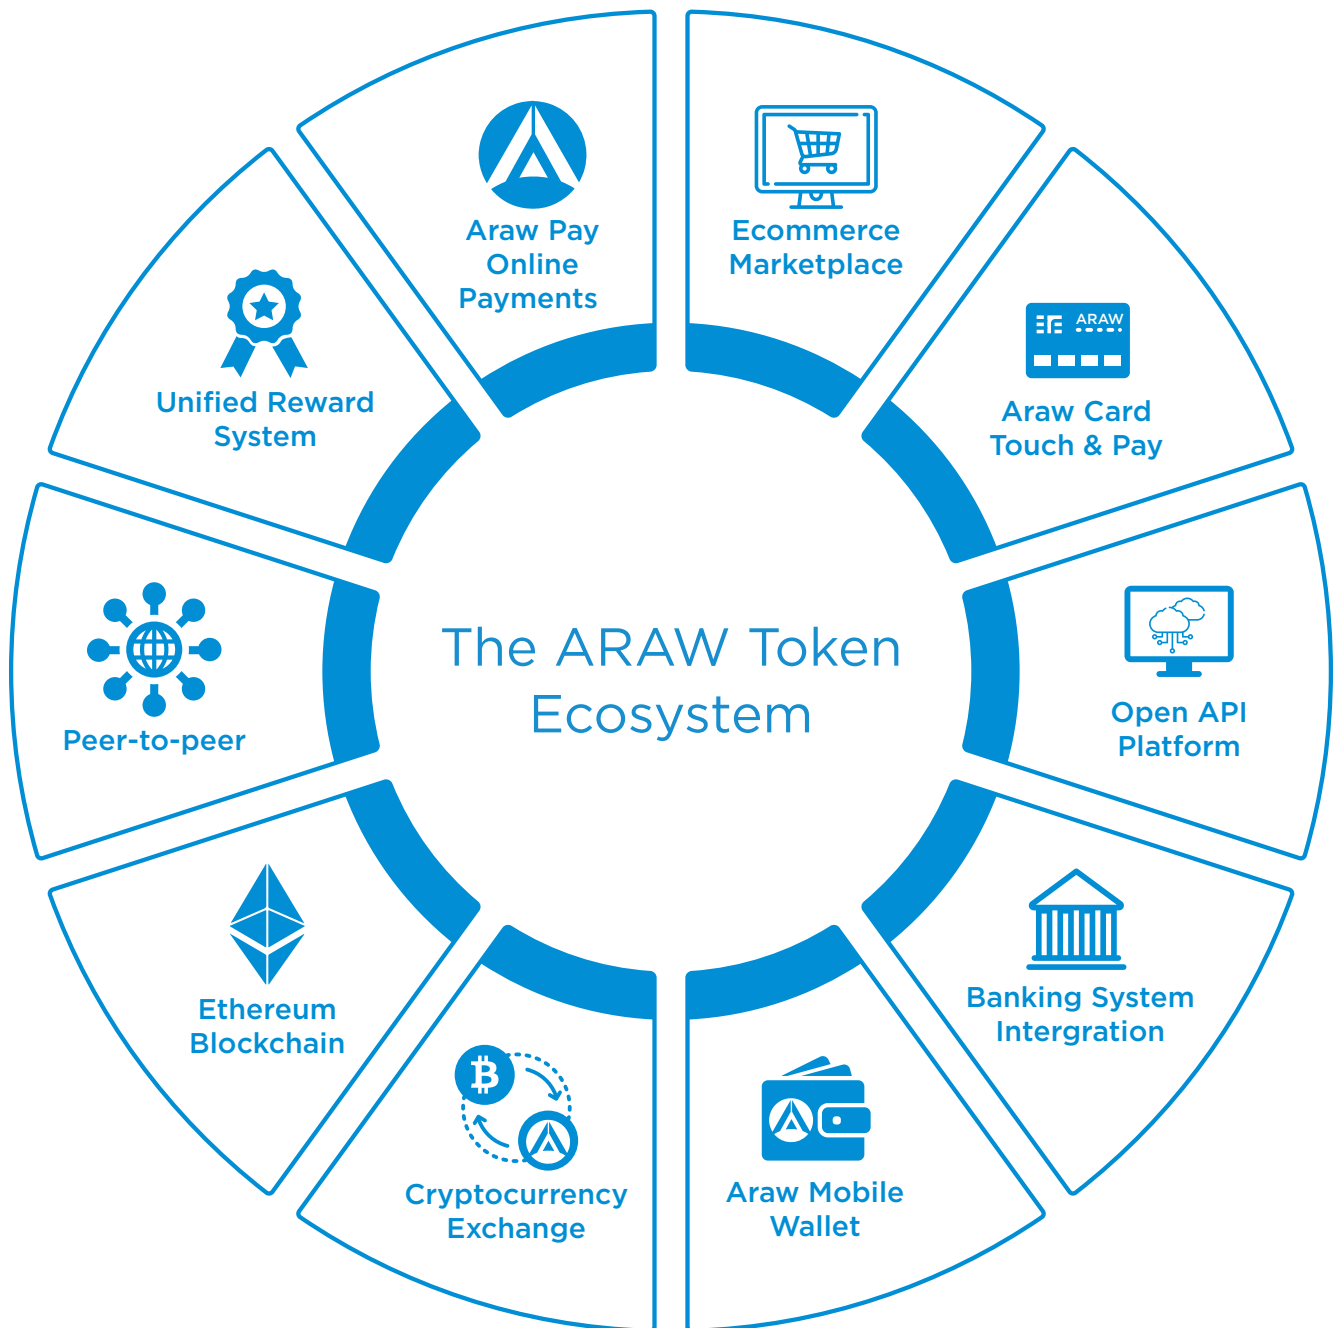 Araw Pay
Online
Payments
Ecommerce
Marketplace
ARAW
Araw Card
Touch & Pay
Unified Reward
System
The ARAW Token
Ecosystem
Peer-to-peer
Open API
Platform
Ethereum
Blockchain
Banking System
Intergration
Cryptocurrency
Exchange
Araw Mobile
Wallet